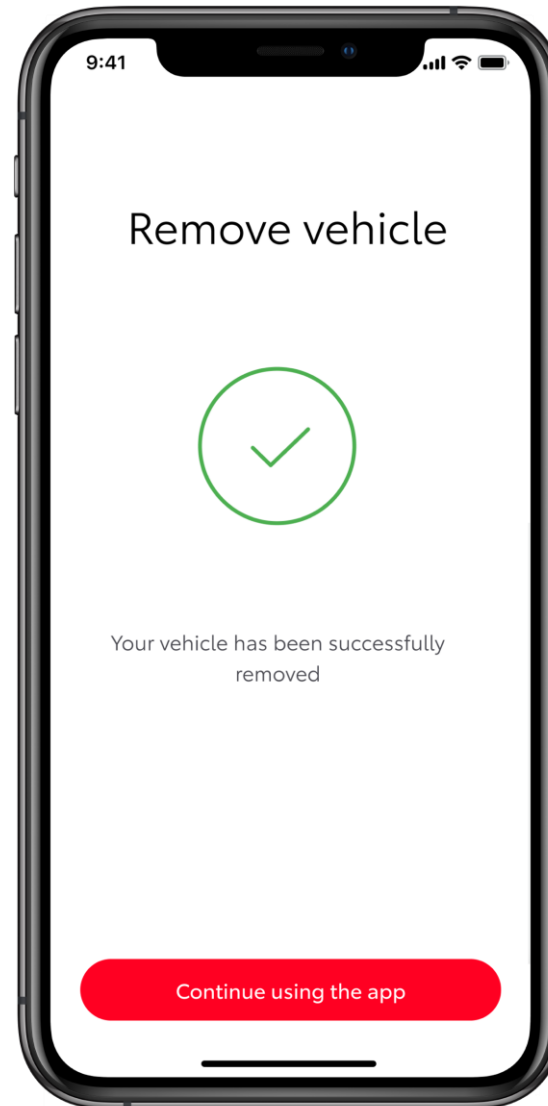 9:41
Remove vehicle
Your vehicle has been successfully
removed
Continue using the app